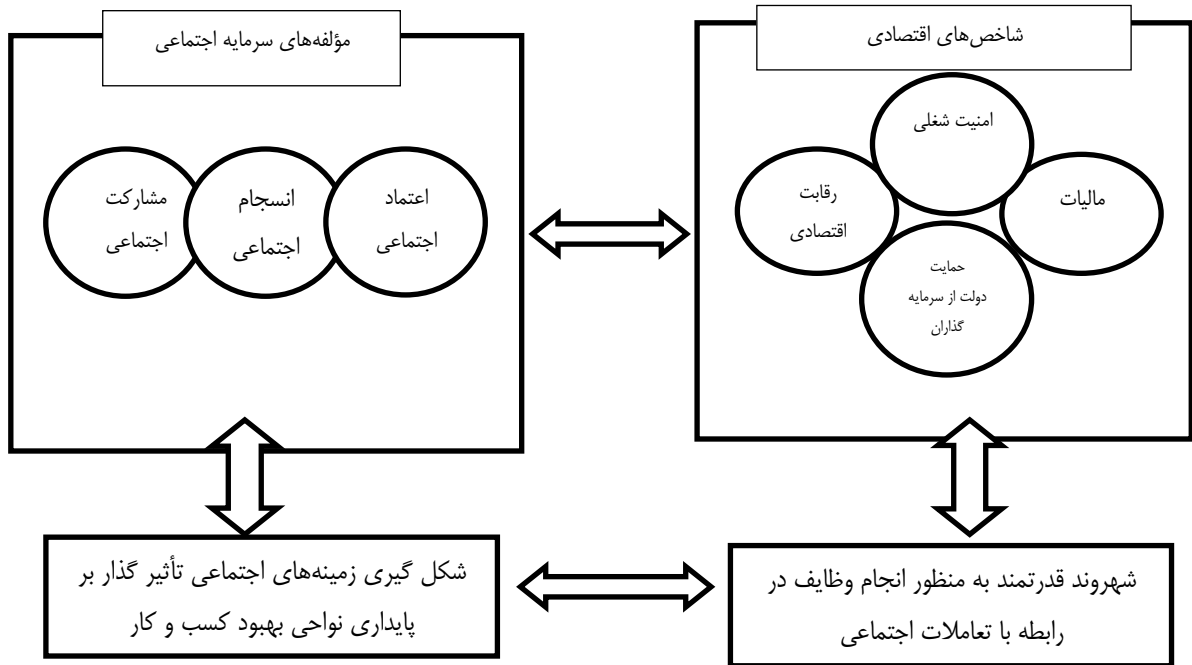 شاخص‌های اقتصادی
امنیت شغلی
مالیات
رقابت
اقتصادی
حمایت
دولت از سرمایه
گذاران
مؤلفه‌های سرمایه اجتماعی
اعتماد
اجتماعی
انسجام
اجتماعی
مشارکت
اجتماعی
شهروند قدرتمند به منظور انجام وظایف در
رابطه با تعاملات اجتماعی
شکل گیری زمینه‌های اجتماعی تأثیر گذار بر
پایداری نواحی بهبود کسب و کار